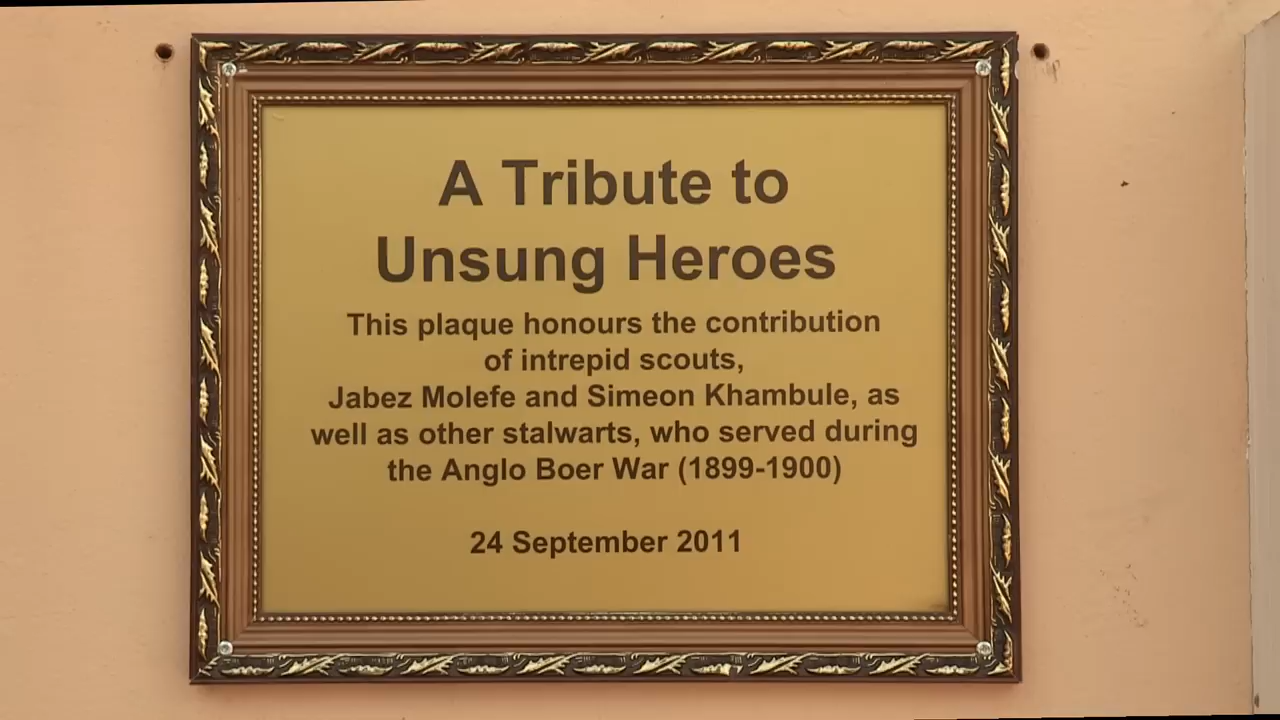 A Tribute to
Unsung Heroes
This plaque honours the contribution
of intrepid scouts,
Jabez Molefe and Simeon Khambule, as
well as other stalwarts, who served during
the Anglo Boer War (1899-1900)
24 September 2011